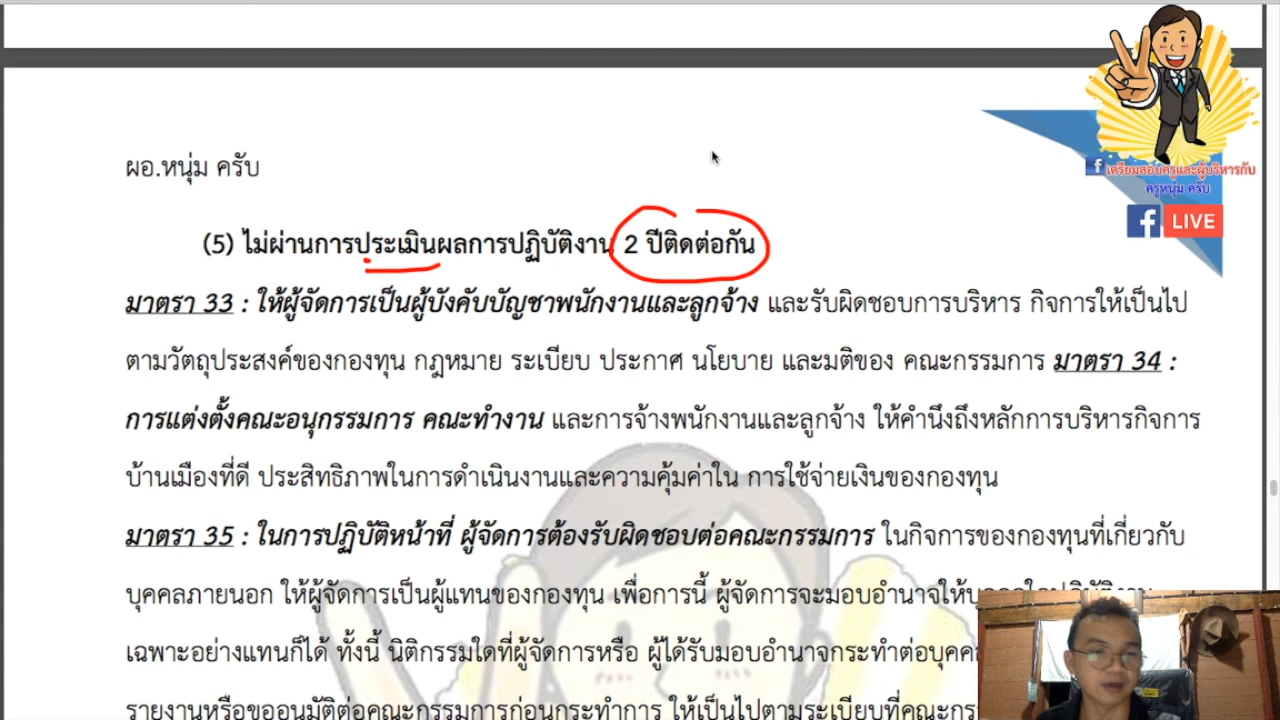 ผอ.หนุ่ม ครับ
(5) ไม่ผ่านการประเมินผลการปฏิบัติงาน 2 ปีติดต่อกัน
มาตรา 33 : ให้ผู้จัดการเป็นผู้บังคับบัญชาพนักงานและลูกจ้าง และรับผิดชอบการบริหาร กิจการให้เป็นไป
ตามวัตถุประสงค์ของกองทุน กฎหมาย ระเบียบ ประกาศ นโยบาย และมติของ คณะกรรมการ มาตรา 34 :
การแต่งตั้งคณะอนุกรรมการ คณะทำงาน และการจ้างพนักงานและลูกจ้าง ให้คำนึงถึงหลักการบริหารกิจการ
บ้านเมืองที่ดี ประสิทธิภาพในการดำเนินงานและความคุ้มค่าใน การใช้จ่ายเงินของกองทุน
มาตรา 35 : ในการปฏิบัติหน้าที่ ผู้จัดการต้องรับผิดชอบต่อคณะกรรมการ ในกิจการของกองทุนที่เกี่ยวกับ
บุคคลภายนอก ให้ผู้จัดการเป็นผู้แทนของกองทุน เพื่อการนี้ ผู้จัดการจะมอบอำนาจให้
เฉพาะอย่างแทนก็ได้ ทั้งนี้ นิติกรรมใดที่ผู้จัดการหรือ ผู้ได้รับมอบอำนาจกระทำต่อ
รายงานหรือขออนุมัติต่อคณะกรรมการก่อนกระทำการ ให้เป็นไปตามระเบียบที่
f เตรียมสอบครูและผู้บริหารกับ
ครูหนุ่ม ครับ
f LIVE